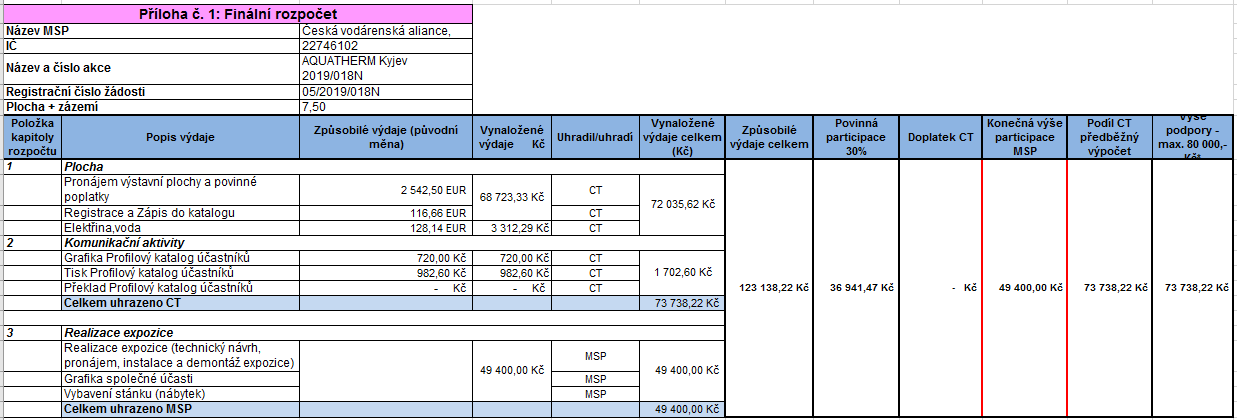 Příloha č. 1: Finální rozpočet
Název MSP Česká vodárenská aliance,
IČ 22746102
Název a číslo akce AQUATHERM Kyjev
2019/018N
Registrační číslo žádosti 05/2019/018N
Plocha + zázemí 7,50
Položka
kapitoly
rozpočtu
Popis výdaje
Způsobilé výdaje (původní
měna)
Vynaložené
výdaje Kč
Uhradil/uhradí
Vynaložené
výdaje celkem
(Kč)
Způsobilé
výdaje celkem
Povinná
participace
30%
Doplatek CT
Konečná výše
participace
MSP
Podíl CT
předběžný
výpočet
Výše
podpory -
max. 80 000,-
Kč*
1 Plocha
Pronájem výstavní plochy a povinné
poplatky
2 542,50 EUR
68 723,33 Kč
CT
72 035,62 Kč
Registrace a Zápis do katalogu 116,66 EUR CT
Elektřina,voda 128,14 EUR 3 312,29 Kč CT
2 Komunikační aktivity
Grafika Profilový katalog účastníků 720,00 Kč 720,00 Kč CT
Tisk Profilový katalog účastníků 982,60 Kč 982,60 Kč CT
1 702,60 Kč
Překlad Profilový katalog účastníků - Kč - Kč CT
123 138,22 Kč 36 941,47 Kč - Kč 49 400,00 Kč 73 738,22 Kč 73 738,22 Kč
Celkem uhrazeno CT 73 738,22 Kč
3 Realizace expozice
Realizace expozice (technický návrh,
pronájem, instalace a demontáž expozice)
MSP
49 400,00 Kč
49 400,00 Kč
Grafika společné účasti MSP
Vybavení stánku (nábytek) MSP
Celkem uhrazeno MSP 49 400,00 Kč